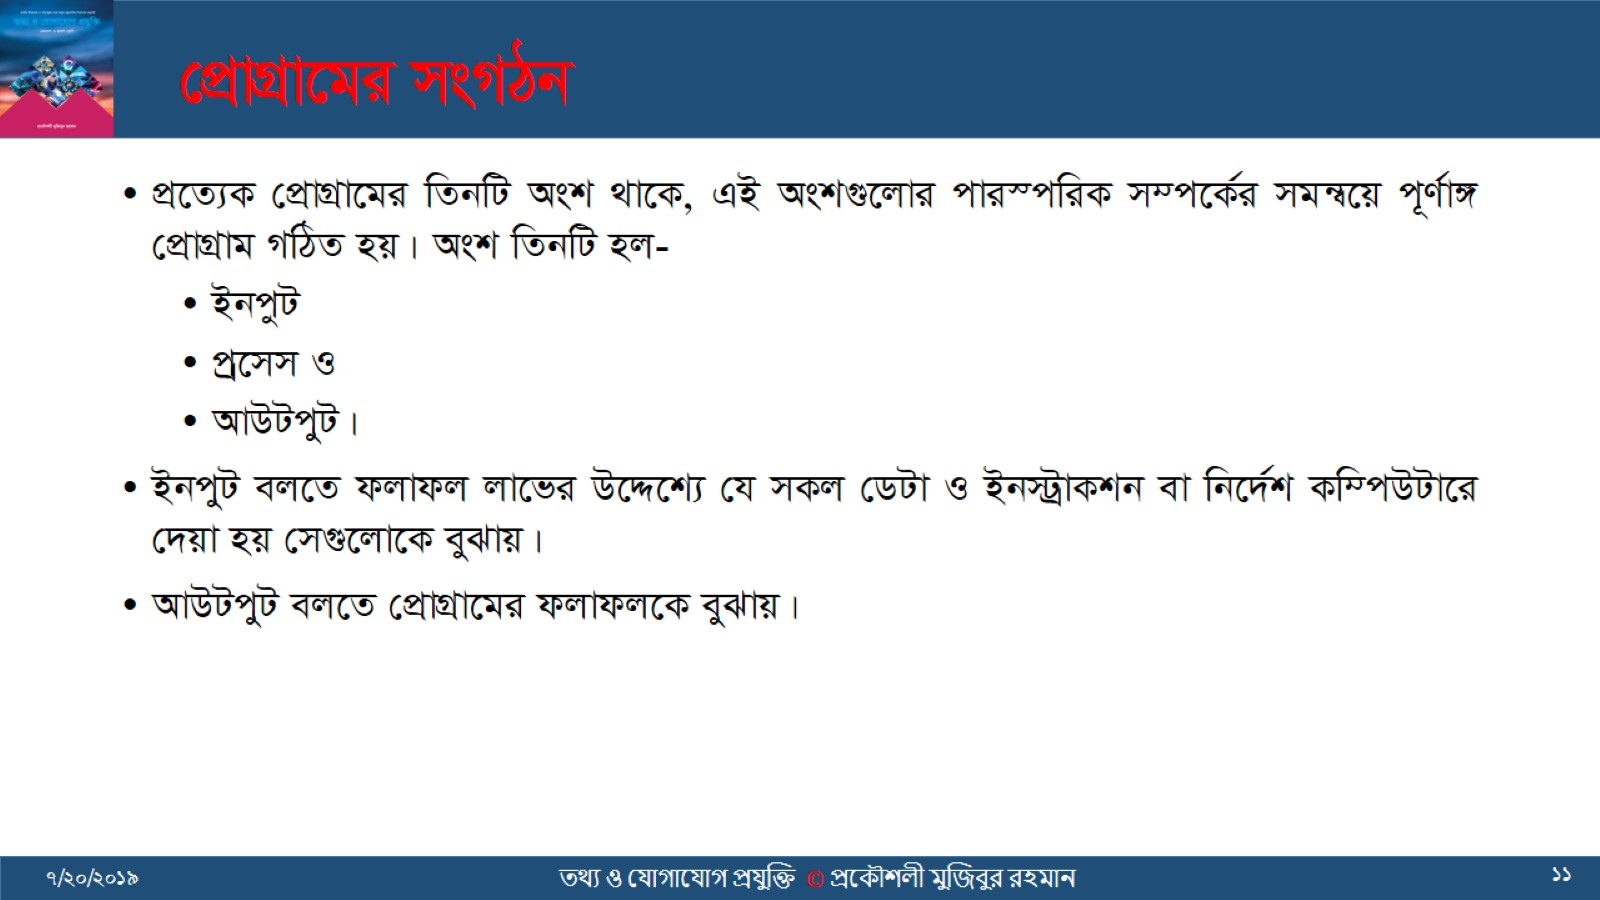 তথ্য ও যোগাযোগ প্রযুক্তি
প্রোগ্রামের সংগঠন
• প্রত্যেক প্রোগ্রামের তিনটি অংশ থাকে, এই অংশগুলোর পারস্পরিক সম্পর্কের সমন্বয়ে পূর্ণাঙ্গ
প্রোগ্রাম গঠিত হয়। অংশ তিনটি হল-
• ইনপুট
• প্রসেস ও
• আউটপুট।
• ইনপুট বলতে ফলাফল লাভের উদ্দেশ্যে যে সকল ডেটা ও ইনস্ট্রাকশন বা নির্দেশ কম্পিউটারে
দেয়া হয় সেগুলোকে বুঝায়।
• আউটপুট বলতে প্রোগ্রামের ফলাফলকে বুঝায়।
৭/২০/২০১৯
তথ্য ও যোগাযোগ প্রযুক্তি © প্রকৌশলী মুজিবুর রহমান
১১